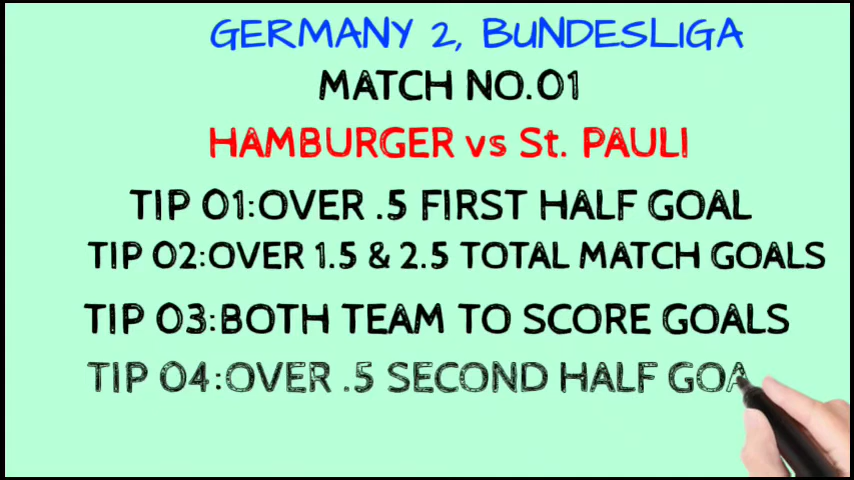 GERMANY 2, BUNDESLIGA
MATCH NO.01
HAMBURGER vs St. PAULI
TIP 01:OVER .5 FIRST HALF GOAL
TIP 02:OVER 1.5 & 2.5 TOTAL MATCH GOALS
TIP 03:BOTH TEAM TO SCORE GOALS
TIP 04:OVER .5 SECOND HALF GOA